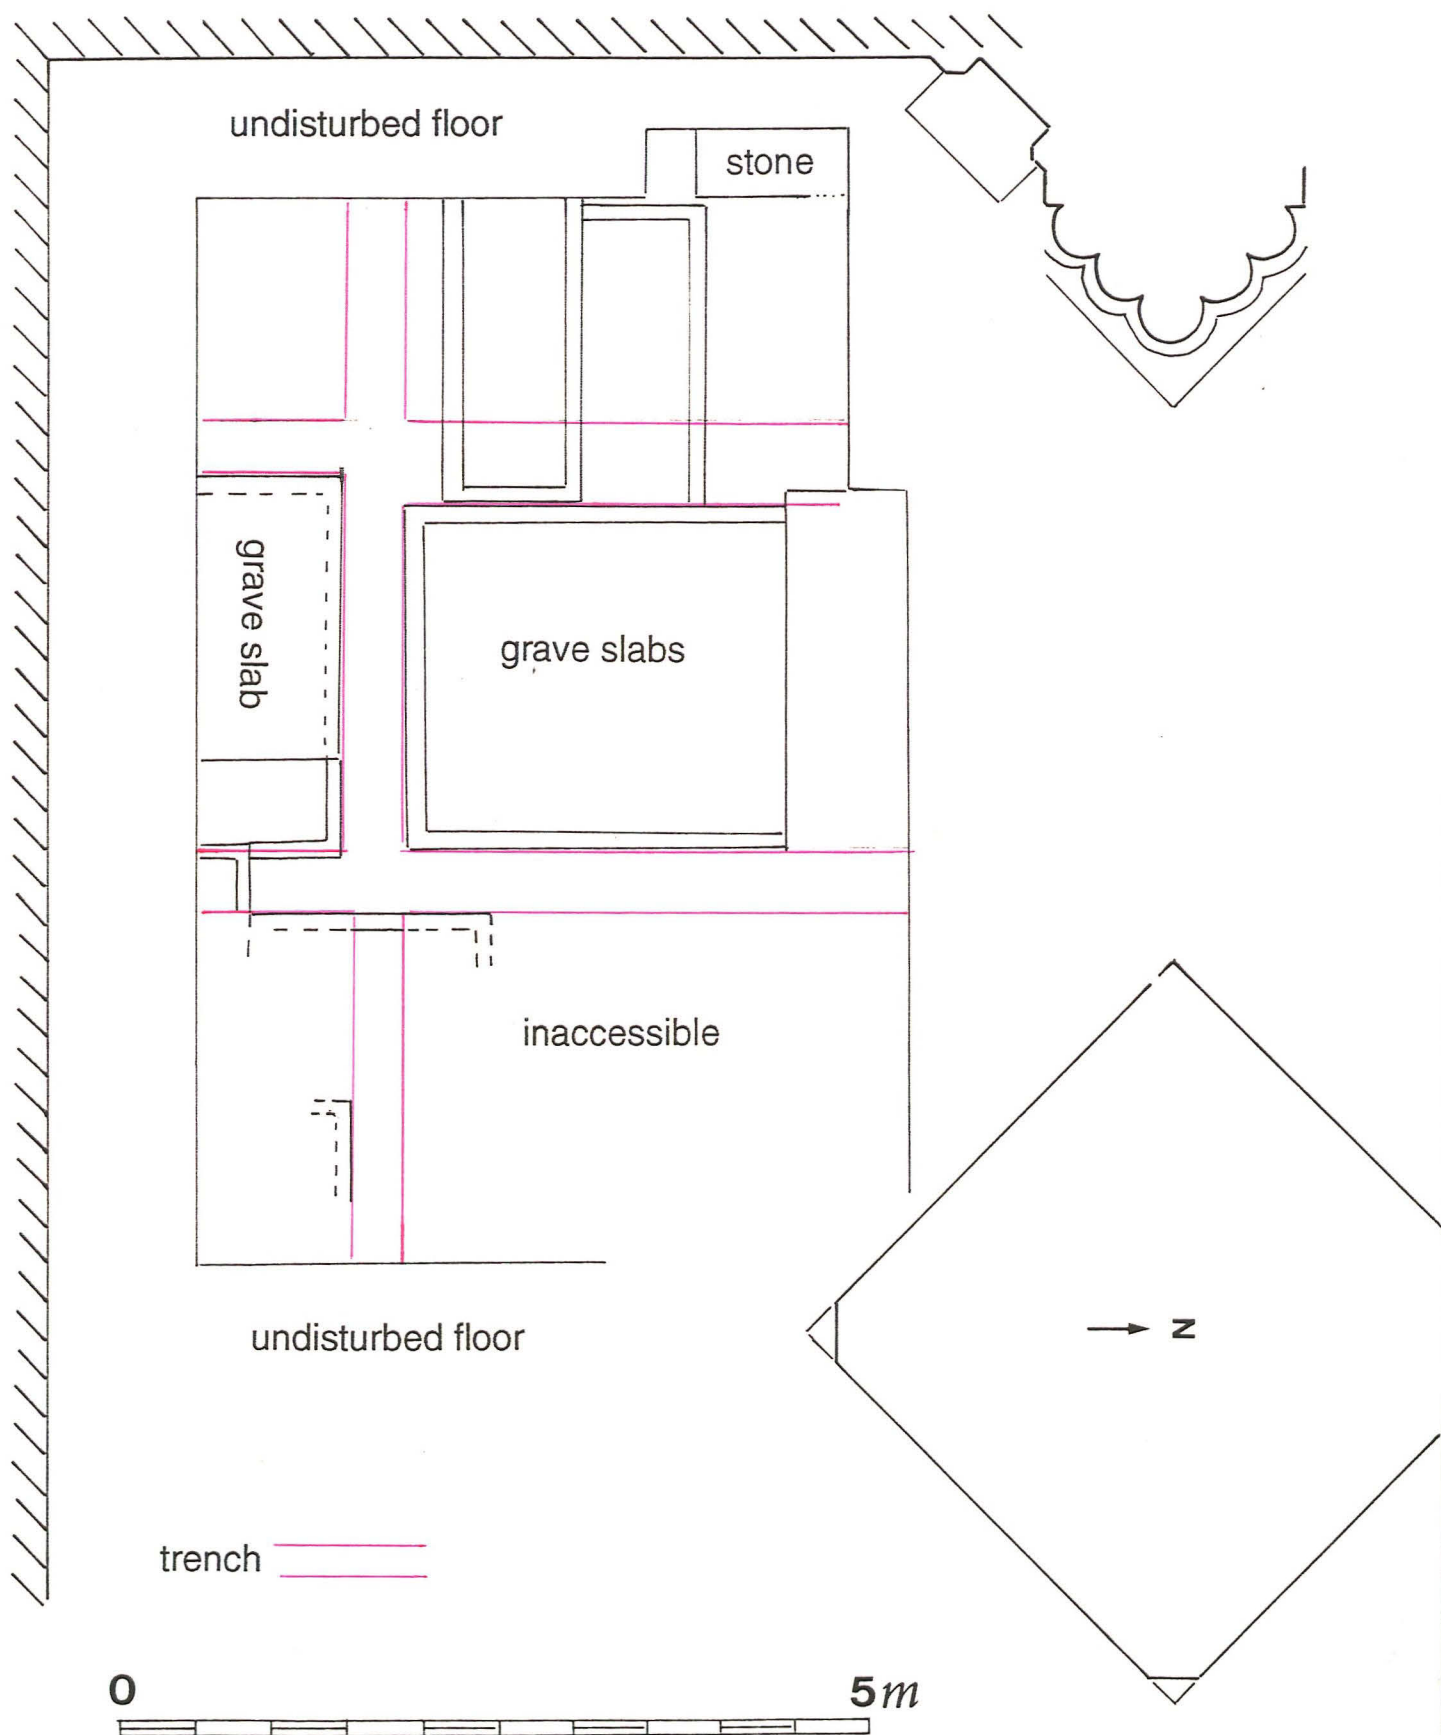 undisturbed floor
stone
grave slab
grave slabs
inaccessible
N
undisturbed floor
trench
0 5m